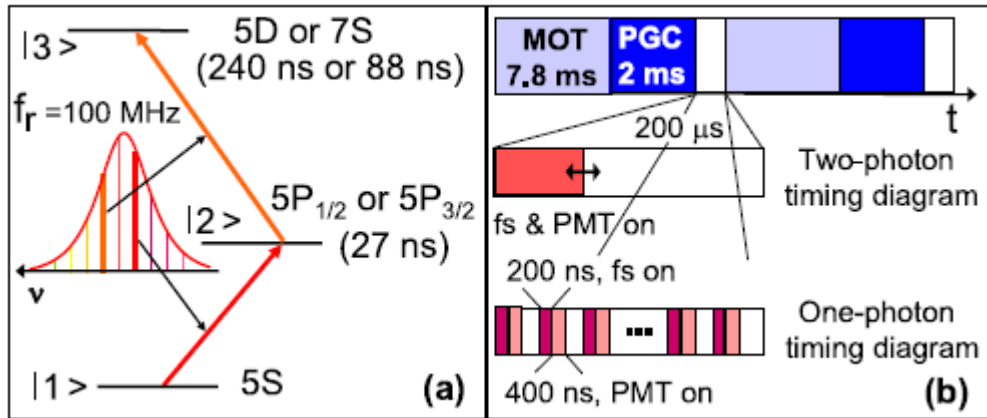 |3>
5D or 7S
(240 ns or 88 ns)
f_r =100 MHz
5P_1/2 or 5P_3/2
|2>
(27 ns)
ν
|1>
5S
(a)
MOT
7.8 ms
PGC
2 ms
t
200 μs
Two-photon
timing diagram
fs & PMT on
200 ns, fs on
...
One-photon
timing diagram
400 ns, PMT on
(b)